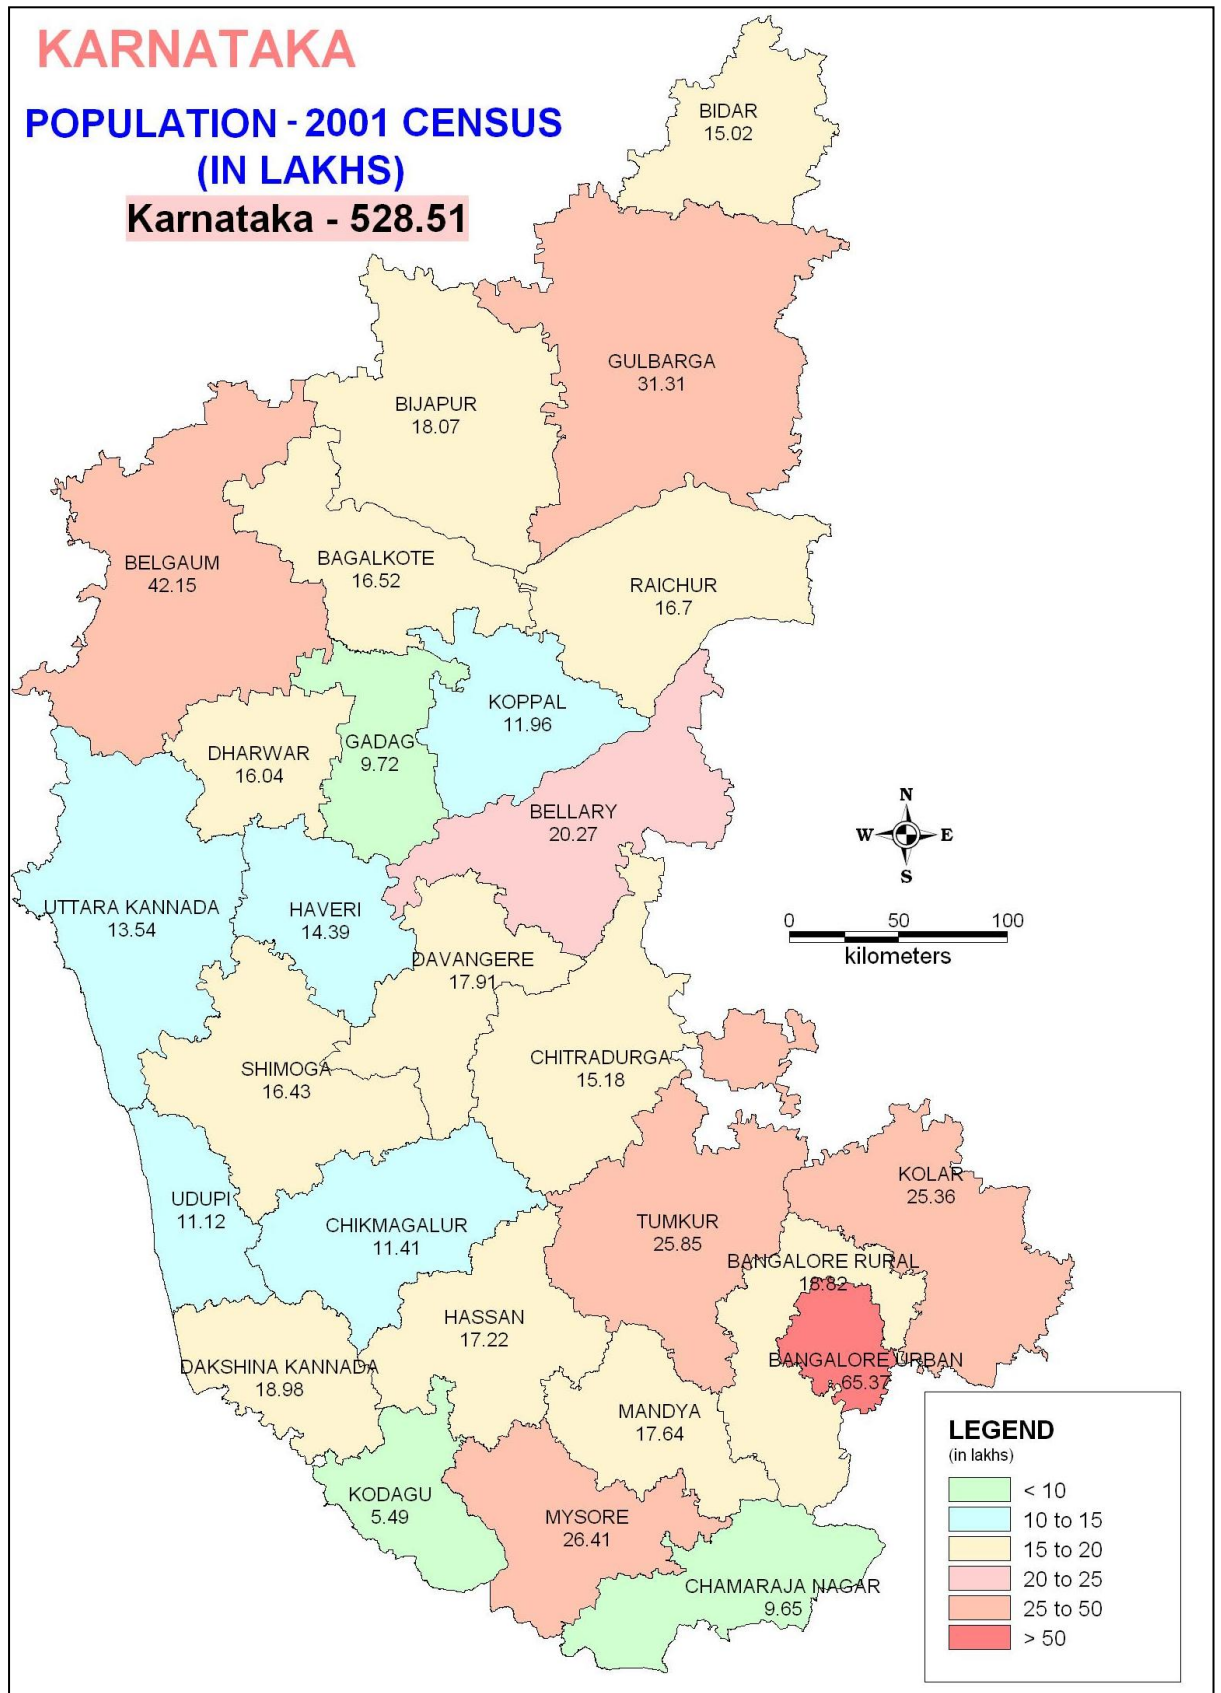 KARNATAKA
POPULATION - 2001 CENSUS
(IN LAKHS)
Karnataka - 528.51
BIDAR
15.02
GULBARGA
31.31
BIJAPUR
18.07
BELGAUM
42.15
BAGALKOTE
16.52
RAICHUR
16.7
KOPPAL
11.96
DHARWAR
16.04
GADAG
9.72
BELLARY
20.27
N
W E
S
UTTARA KANNADA
13.54
HAVERI
14.39
0 50 100
kilometers
DAVANGERE
17.91
SHIMOGA
16.43
CHITRADURGA
15.18
KOLAR
25.36
UDUPI
11.12
CHIKMAGALUR
11.41
TUMKUR
25.85
BANGALORE RURAL
18.82
HASSAN
17.22
DAKSHINA KANNADA
18.98
BANGALORE URBAN
65.37
MANDYA
17.64
KODAGU
5.49
MYSORE
26.41
CHAMARAJA NAGAR
9.65
LEGEND
(in lakhs)
< 10
10 to 15
15 to 20
20 to 25
25 to 50
> 50